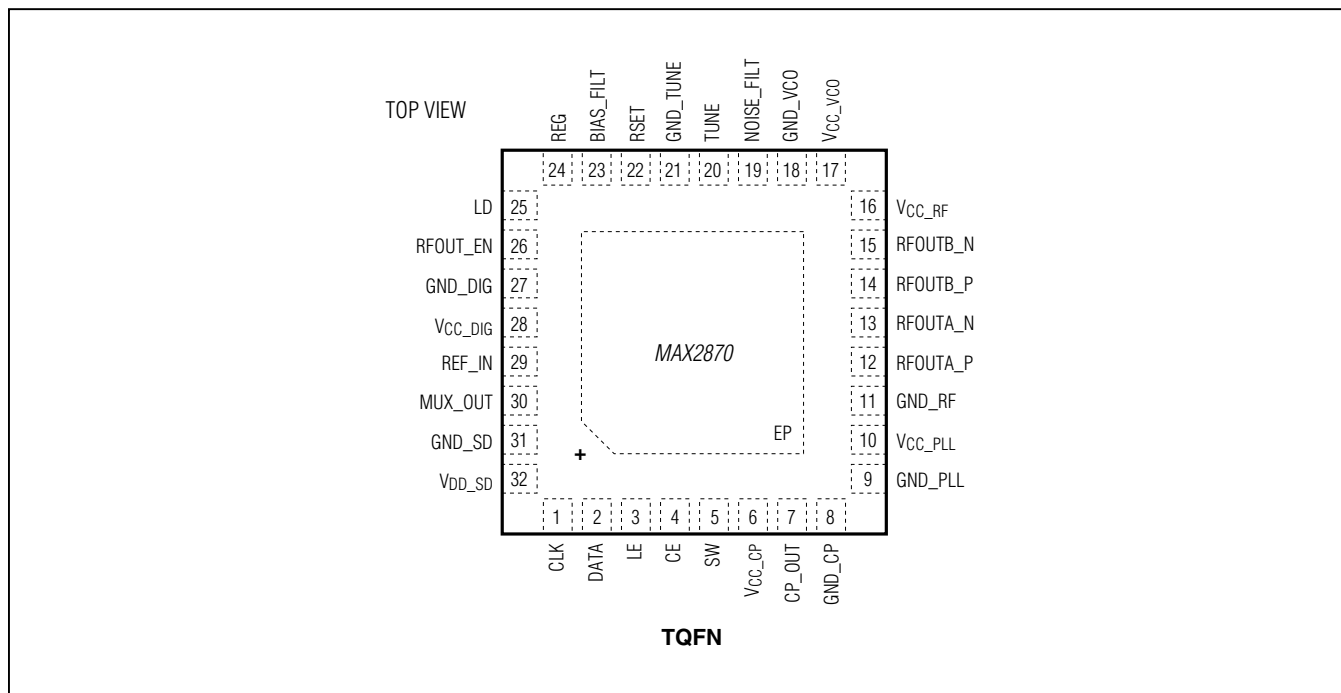 TOP VIEW
REG
BIAS_FILT
RSET
GND_TUNE
TUNE
NOISE_FILT
GND_VCO
VCC_VCO
24 23 22 21 20 19 18 17
LD 25
RFOUT_EN 26
GND_DIG 27
VCC_DIG 28
REF_IN 29
MUX_OUT 30
GND_SD 31
VDD_SD 32
16 VCC_RF
15 RFOUTB_N
14 RFOUTB_P
13 RFOUTA_N
12 RFOUTA_P
11 GND_RF
10 VCC_PLL
9 GND_PLL
MAX2870
EP
+
1 2 3 4 5 6 7 8
CLK
DATA
LE
CE
SW
VCC_CP
CP_OUT
GND_CP
TQFN